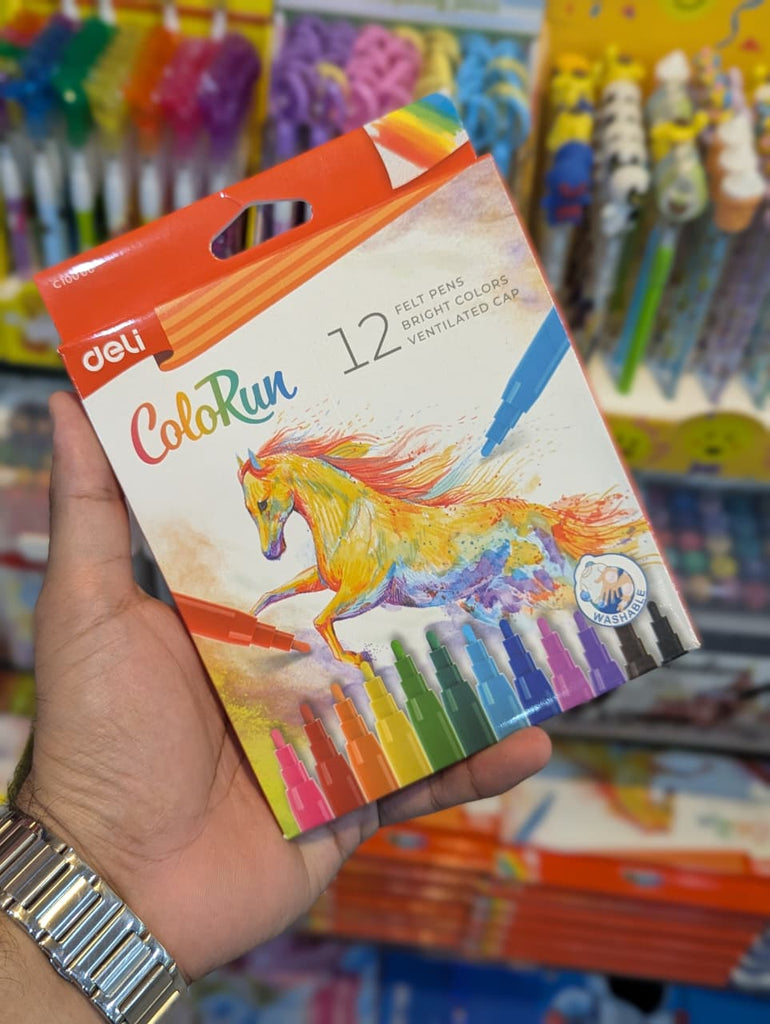 deli
ColoRun
12
FELT PENS
BRIGHT COLORS
VENTILATED CAP
WASHABLE